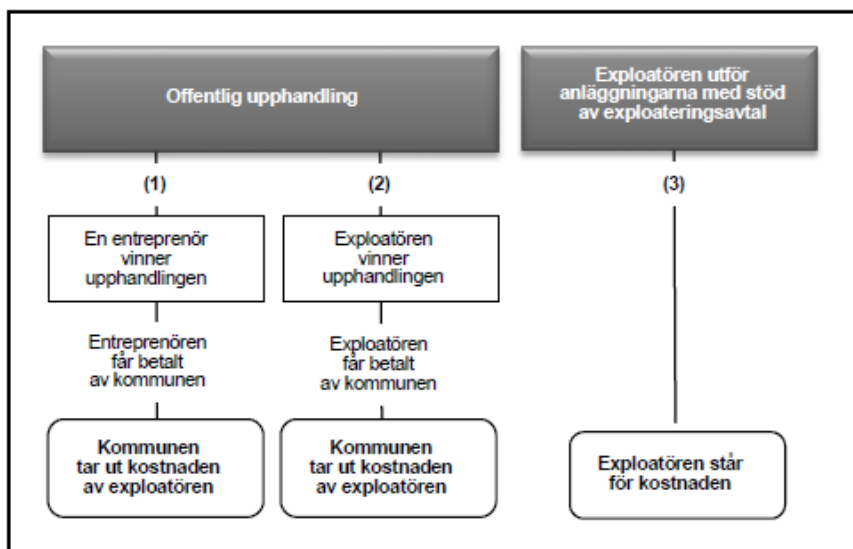 Offentlig upphandling
Exploatören utför
anläggningarna med stöd
av exploateringsavtal
(1)
(2)
(3)
En entreprenör
vinner
upphandlingen
Exploatören
vinner
upphandlingen
Entreprenören
får betalt
av kommunen
Exploatören
får betalt
av kommunen
Kommunen
tar ut kostnaden
av exploatören
Kommunen
tar ut kostnaden
av exploatören
Exploatören står
för kostnaden